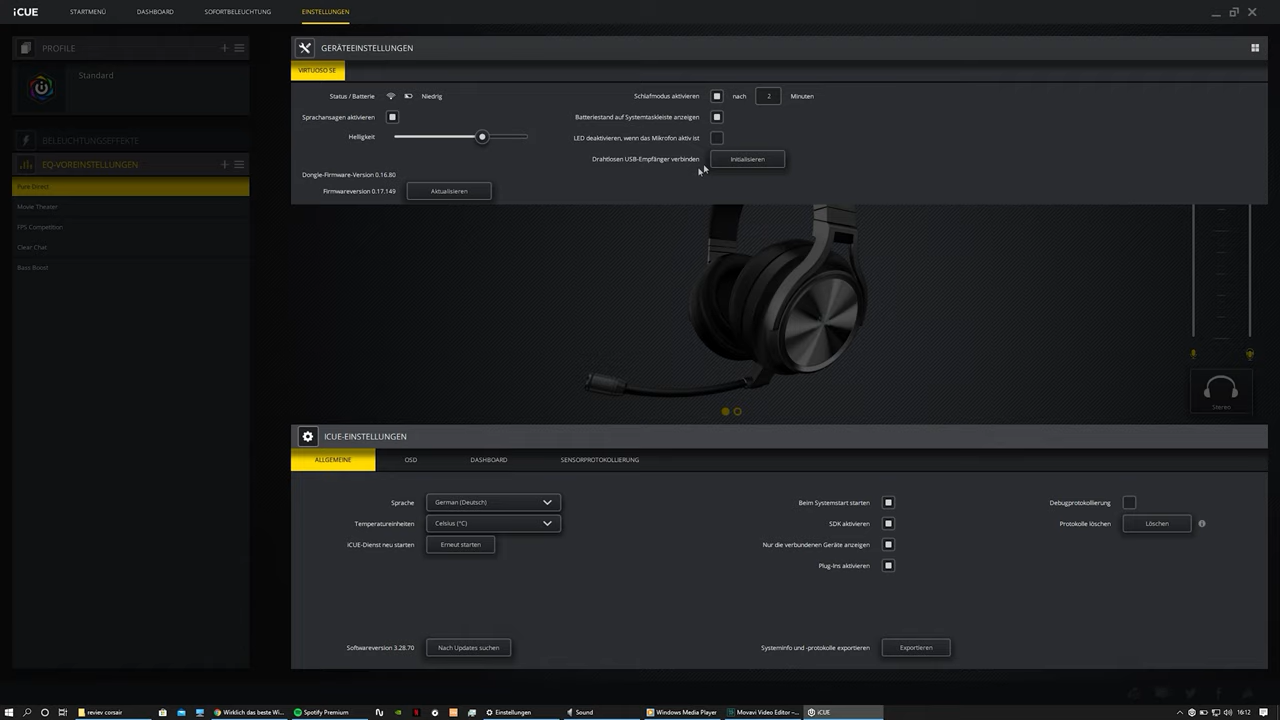 iCUE STARTMENÜ DASHBOARD SOFORTBELEUCHTUNG EINSTELLUNGEN
PROFILE
Standard
BELEUCHTUNGSEFFEKTE
EQ-VOREINSTELLUNGEN
Pure Direct
Movie Theater
FPS Competition
Clear Chat
Bass Boost
GERÄTEEINSTELLUNGEN
VIRTUOSO SE
Status / Batterie Niedrig
Sprachansagen aktivieren
Helligkeit
Dongle-Firmware-Version 0.16.80
Firmwareversion 0.17.149 Aktualisieren
Schlafmodus aktivieren nach 2 Minuten
Batteriestand auf Systemtaskleiste anzeigen
LED deaktivieren, wenn das Mikrofon aktiv ist
Drahtlosen USB-Empfänger verbinden Initialisieren
Stereo
ICUE-EINSTELLUNGEN
ALLGEMEINE OSD DASHBOARD SENSORPROTOKOLLIERUNG
Sprache German (Deutsch)
Temperatureinheiten Celsius (°C)
iCUE-Dienst neu starten Erneut starten
Beim Systemstart starten
SDK aktivieren
Nur die verbundenen Geräte anzeigen
Plug-Ins aktivieren
Debugprotokollierung
Protokolle löschen Löschen
Softwareversion 3.28.70 Nach Updates suchen
Systeminfo und -protokolle exportieren Exportieren
reviev corsair Wirklich das beste Wi... Spotify Premium Einstellungen Sound Windows Media Player Movavi Video Editor –... iCUE 16:12